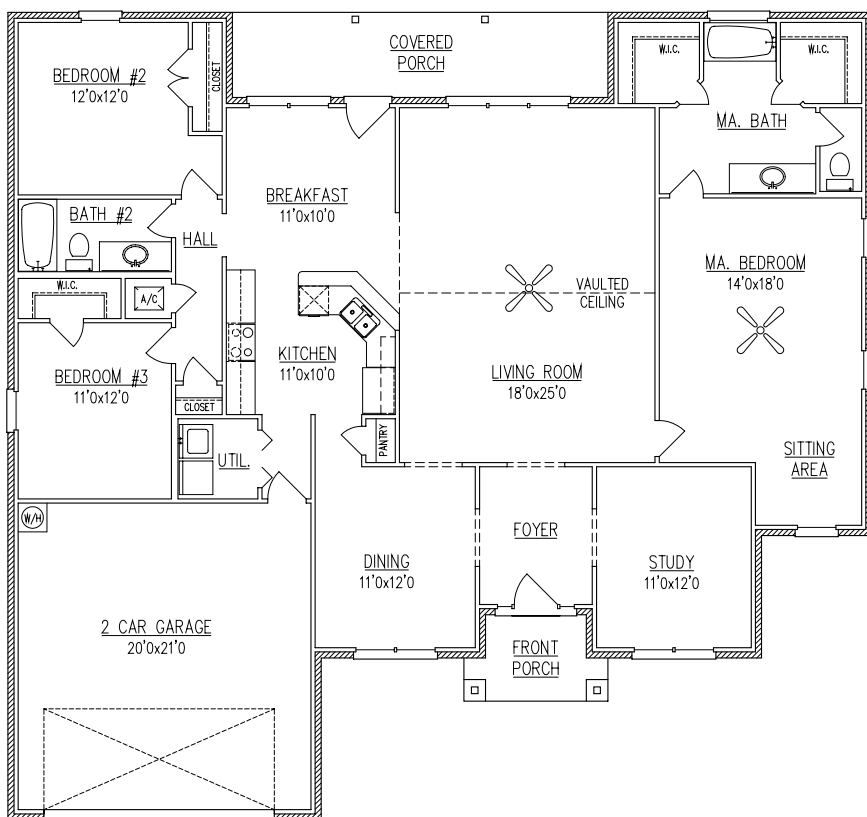 COVERED
PORCH
W.I.C.
W.I.C.
BEDROOM #2
12'0x12'0
CLOSET
MA. BATH
BREAKFAST
11'0x10'0
BATH #2
HALL
MA. BEDROOM
14'0x18'0
VAULTED
CEILING
W.I.C.
A/C
KITCHEN
11'0x10'0
LIVING ROOM
18'0x25'0
BEDROOM #3
11'0x12'0
CLOSET
PANTRY
SITTING
AREA
UTIL.
W/H
FOYER
DINING
11'0x12'0
STUDY
11'0x12'0
2 CAR GARAGE
20'0x21'0
FRONT
PORCH